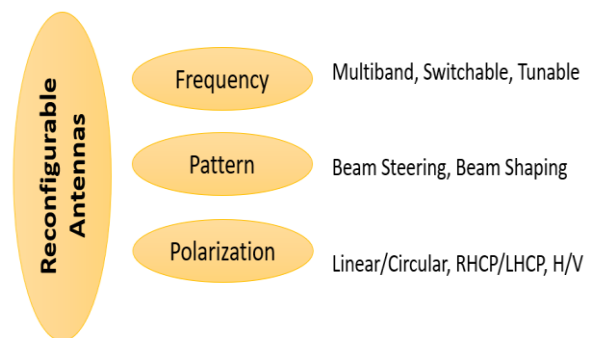 Reconfigurable
Antennas
Frequency
Multiband, Switchable, Tunable
Pattern
Beam Steering, Beam Shaping
Polarization
Linear/Circular, RHCP/LHCP, H/V